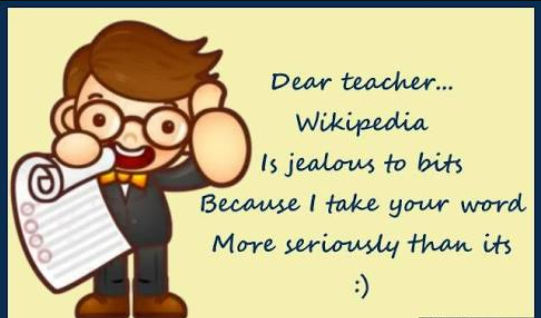 Dear teacher...
Wikipedia
Is jealous to bits
Because I take your word
More seriously than its
:)